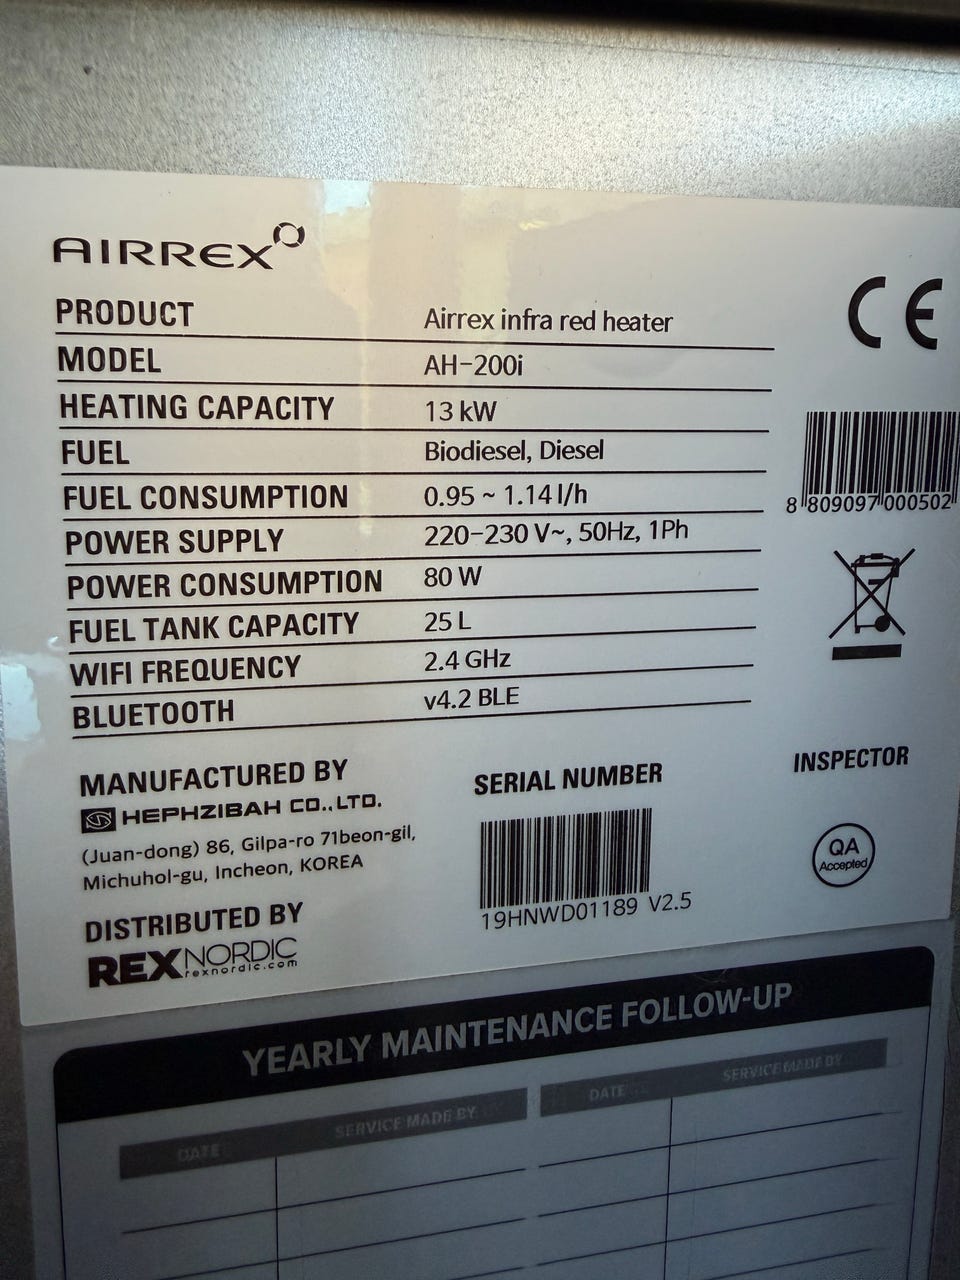 AIRREX
PRODUCT Airrex infra red heater
MODEL AH-200i
HEATING CAPACITY 13 kW
FUEL Biodiesel, Diesel
FUEL CONSUMPTION 0.95 ~ 1.14 l/h
POWER SUPPLY 220-230 V~, 50Hz, 1Ph
POWER CONSUMPTION 80 W
FUEL TANK CAPACITY 25 L
WIFI FREQUENCY 2.4 GHz
BLUETOOTH v4.2 BLE
CE
8 809097 000502
MANUFACTURED BY
HEPHZIBAH CO.,LTD.
(Juan-dong) 86, Gilpa-ro 71beon-gil,
Michuhol-gu, Incheon, KOREA
DISTRIBUTED BY
REXNORDIC
rexnordic.com
SERIAL NUMBER
19HNWD01189 V2.5
INSPECTOR
QA
Accepted
YEARLY MAINTENANCE FOLLOW-UP
DATE SERVICE MADE BY DATE SERVICE MADE BY